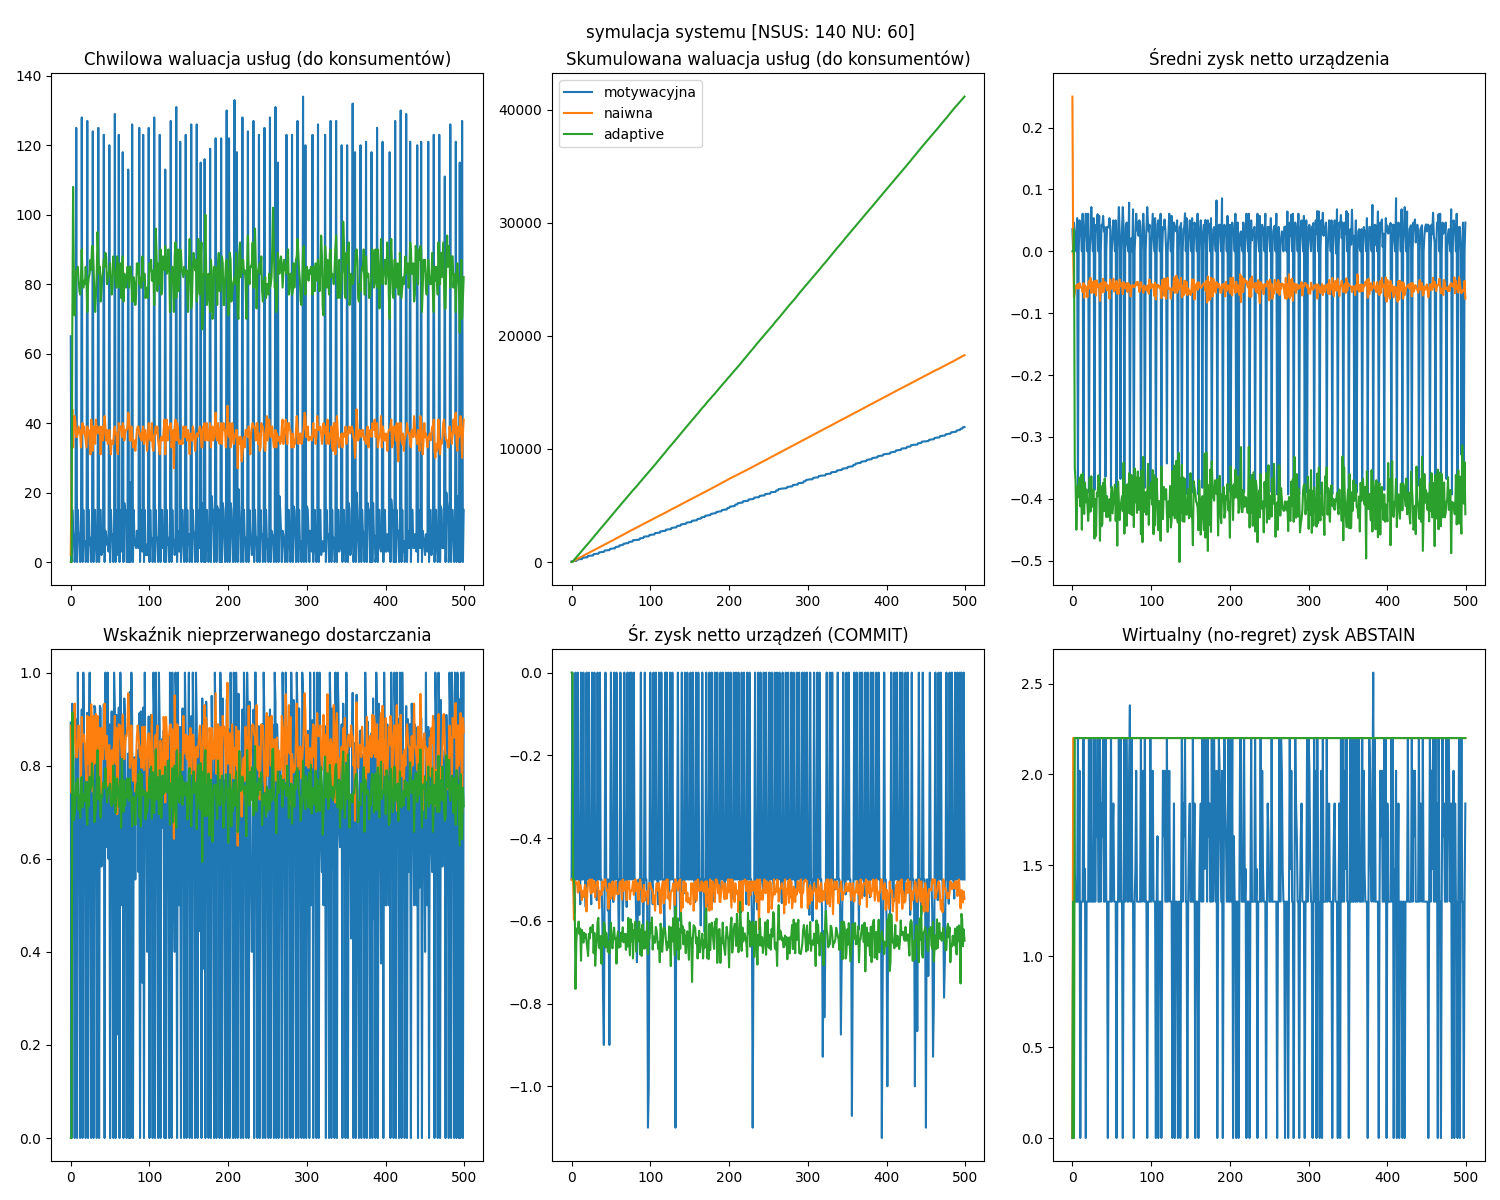 symulacja systemu [NSUS: 140 NU: 60]
Chwilowa waluacja usług (do konsumentów)
140
120
100
80
60
40
20
0
0 100 200 300 400 500
Skumulowana waluacja usług (do konsumentów)
motywacyjna
naiwna
adaptive
40000
30000
20000
10000
0
0 100 200 300 400 500
Średni zysk netto urządzenia
0.2
0.1
0.0
−0.1
−0.2
−0.3
−0.4
−0.5
0 100 200 300 400 500
Wskaźnik nieprzerwanego dostarczania
1.0
0.8
0.6
0.4
0.2
0.0
0 100 200 300 400 500
Śr. zysk netto urządzeń (COMMIT)
0.0
−0.2
−0.4
−0.6
−0.8
−1.0
0 100 200 300 400 500
Wirtualny (no-regret) zysk ABSTAIN
2.5
2.0
1.5
1.0
0.5
0.0
0 100 200 300 400 500